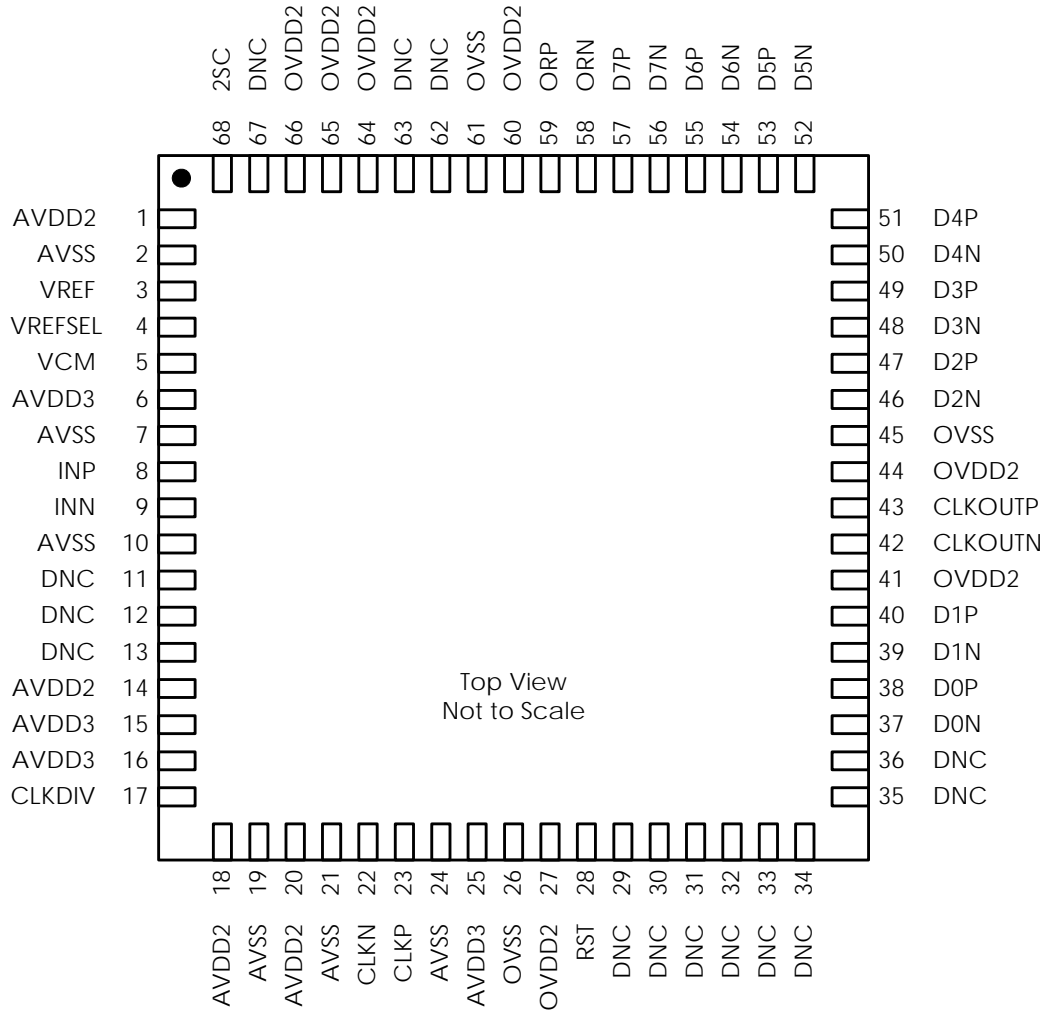 2SC
DNC
OVDD2
OVDD2
OVDD2
DNC
DNC
OVSS
OVDD2
ORP
ORN
D7P
D7N
D6P
D6N
D5P
D5N
68
67
66
65
64
63
62
61
60
59
58
57
56
55
54
53
52
AVDD2 1
AVSS 2
VREF 3
VREFSEL 4
VCM 5
AVDD3 6
AVSS 7
INP 8
INN 9
AVSS 10
DNC 11
DNC 12
DNC 13
AVDD2 14
AVDD3 15
AVDD3 16
CLKDIV 17
51 D4P
50 D4N
49 D3P
48 D3N
47 D2P
46 D2N
45 OVSS
44 OVDD2
43 CLKOUTP
42 CLKOUTN
41 OVDD2
40 D1P
39 D1N
38 D0P
37 D0N
36 DNC
35 DNC
Top View
Not to Scale
18
19
20
21
22
23
24
25
26
27
28
29
30
31
32
33
34
AVDD2
AVSS
AVDD2
AVSS
CLKN
CLKP
AVSS
AVDD3
OVSS
OVDD2
RST
DNC
DNC
DNC
DNC
DNC
DNC